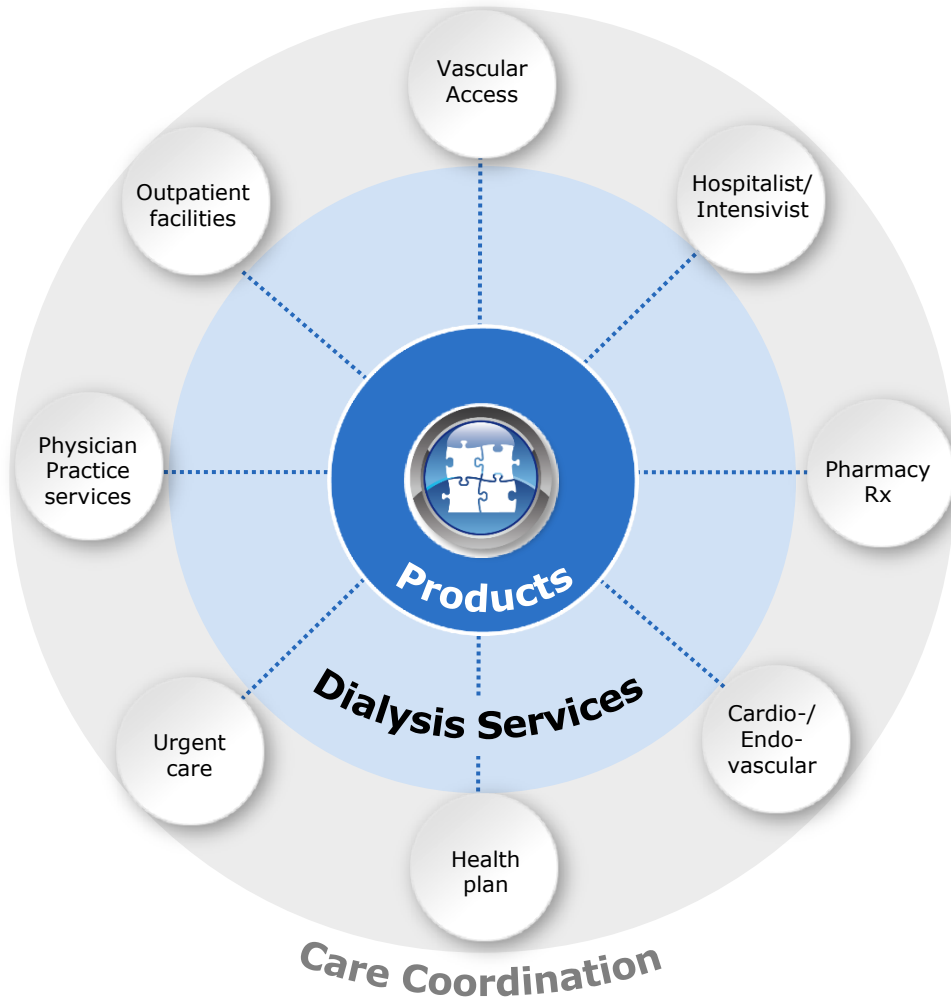 Vascular
Access
Hospitalist/
Intensivist
Outpatient
facilities
Physician
Practice
services
Pharmacy
Rx
Products
Dialysis Services
Cardio-/
Endo-
vascular
Urgent
care
Health
plan
Care Coordination